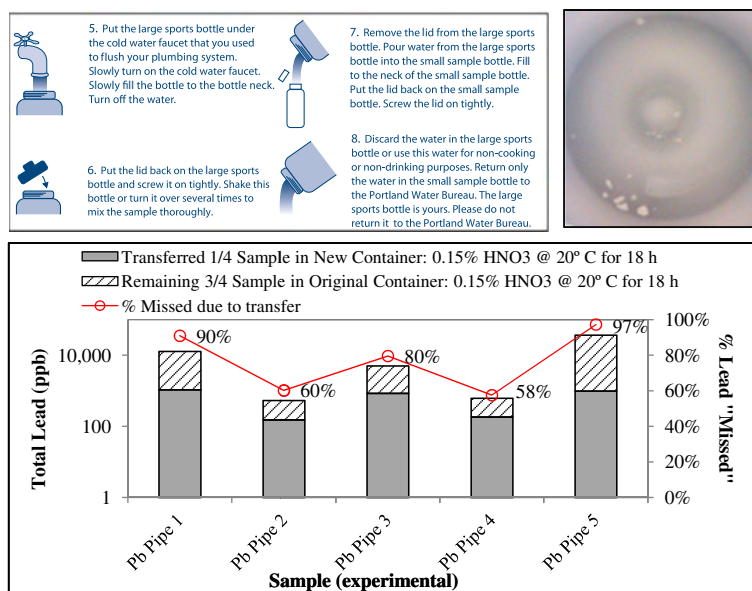 5. Put the large sports bottle under
the cold water faucet that you used
to flush your plumbing system.
Slowly turn on the cold water faucet.
Slowly fill the bottle to the bottle neck.
Turn off the water.
6. Put the lid back on the large sports
bottle and screw it on tightly. Shake this
bottle or turn it over several times to
mix the sample thoroughly.
7. Remove the lid from the large sports
bottle. Pour water from the large sports
bottle into the small sample bottle. Fill
to the neck of the small sample bottle.
Put the lid back on the small sample
bottle. Screw the lid on tightly.
8. Discard the water in the large sports
bottle or use this water for non-cooking
or non-drinking purposes. Return only
the water in the small sample bottle to
the Portland Water Bureau. The large
sports bottle is yours. Please do not
return it to the Portland Water Bureau.
Transferred 1/4 Sample in New Container: 0.15% HNO3 @ 20º C for 18 h
Remaining 3/4 Sample in Original Container: 0.15% HNO3 @ 20º C for 18 h
% Missed due to transfer
Total Lead (ppb)
10,000
100
1
90%
60%
80%
58%
97%
100%
80%
60%
40%
20%
0%
% Lead "Missed"
Pb Pipe 1
Pb Pipe 2
Pb Pipe 3
Pb Pipe 4
Pb Pipe 5
Sample (experimental)